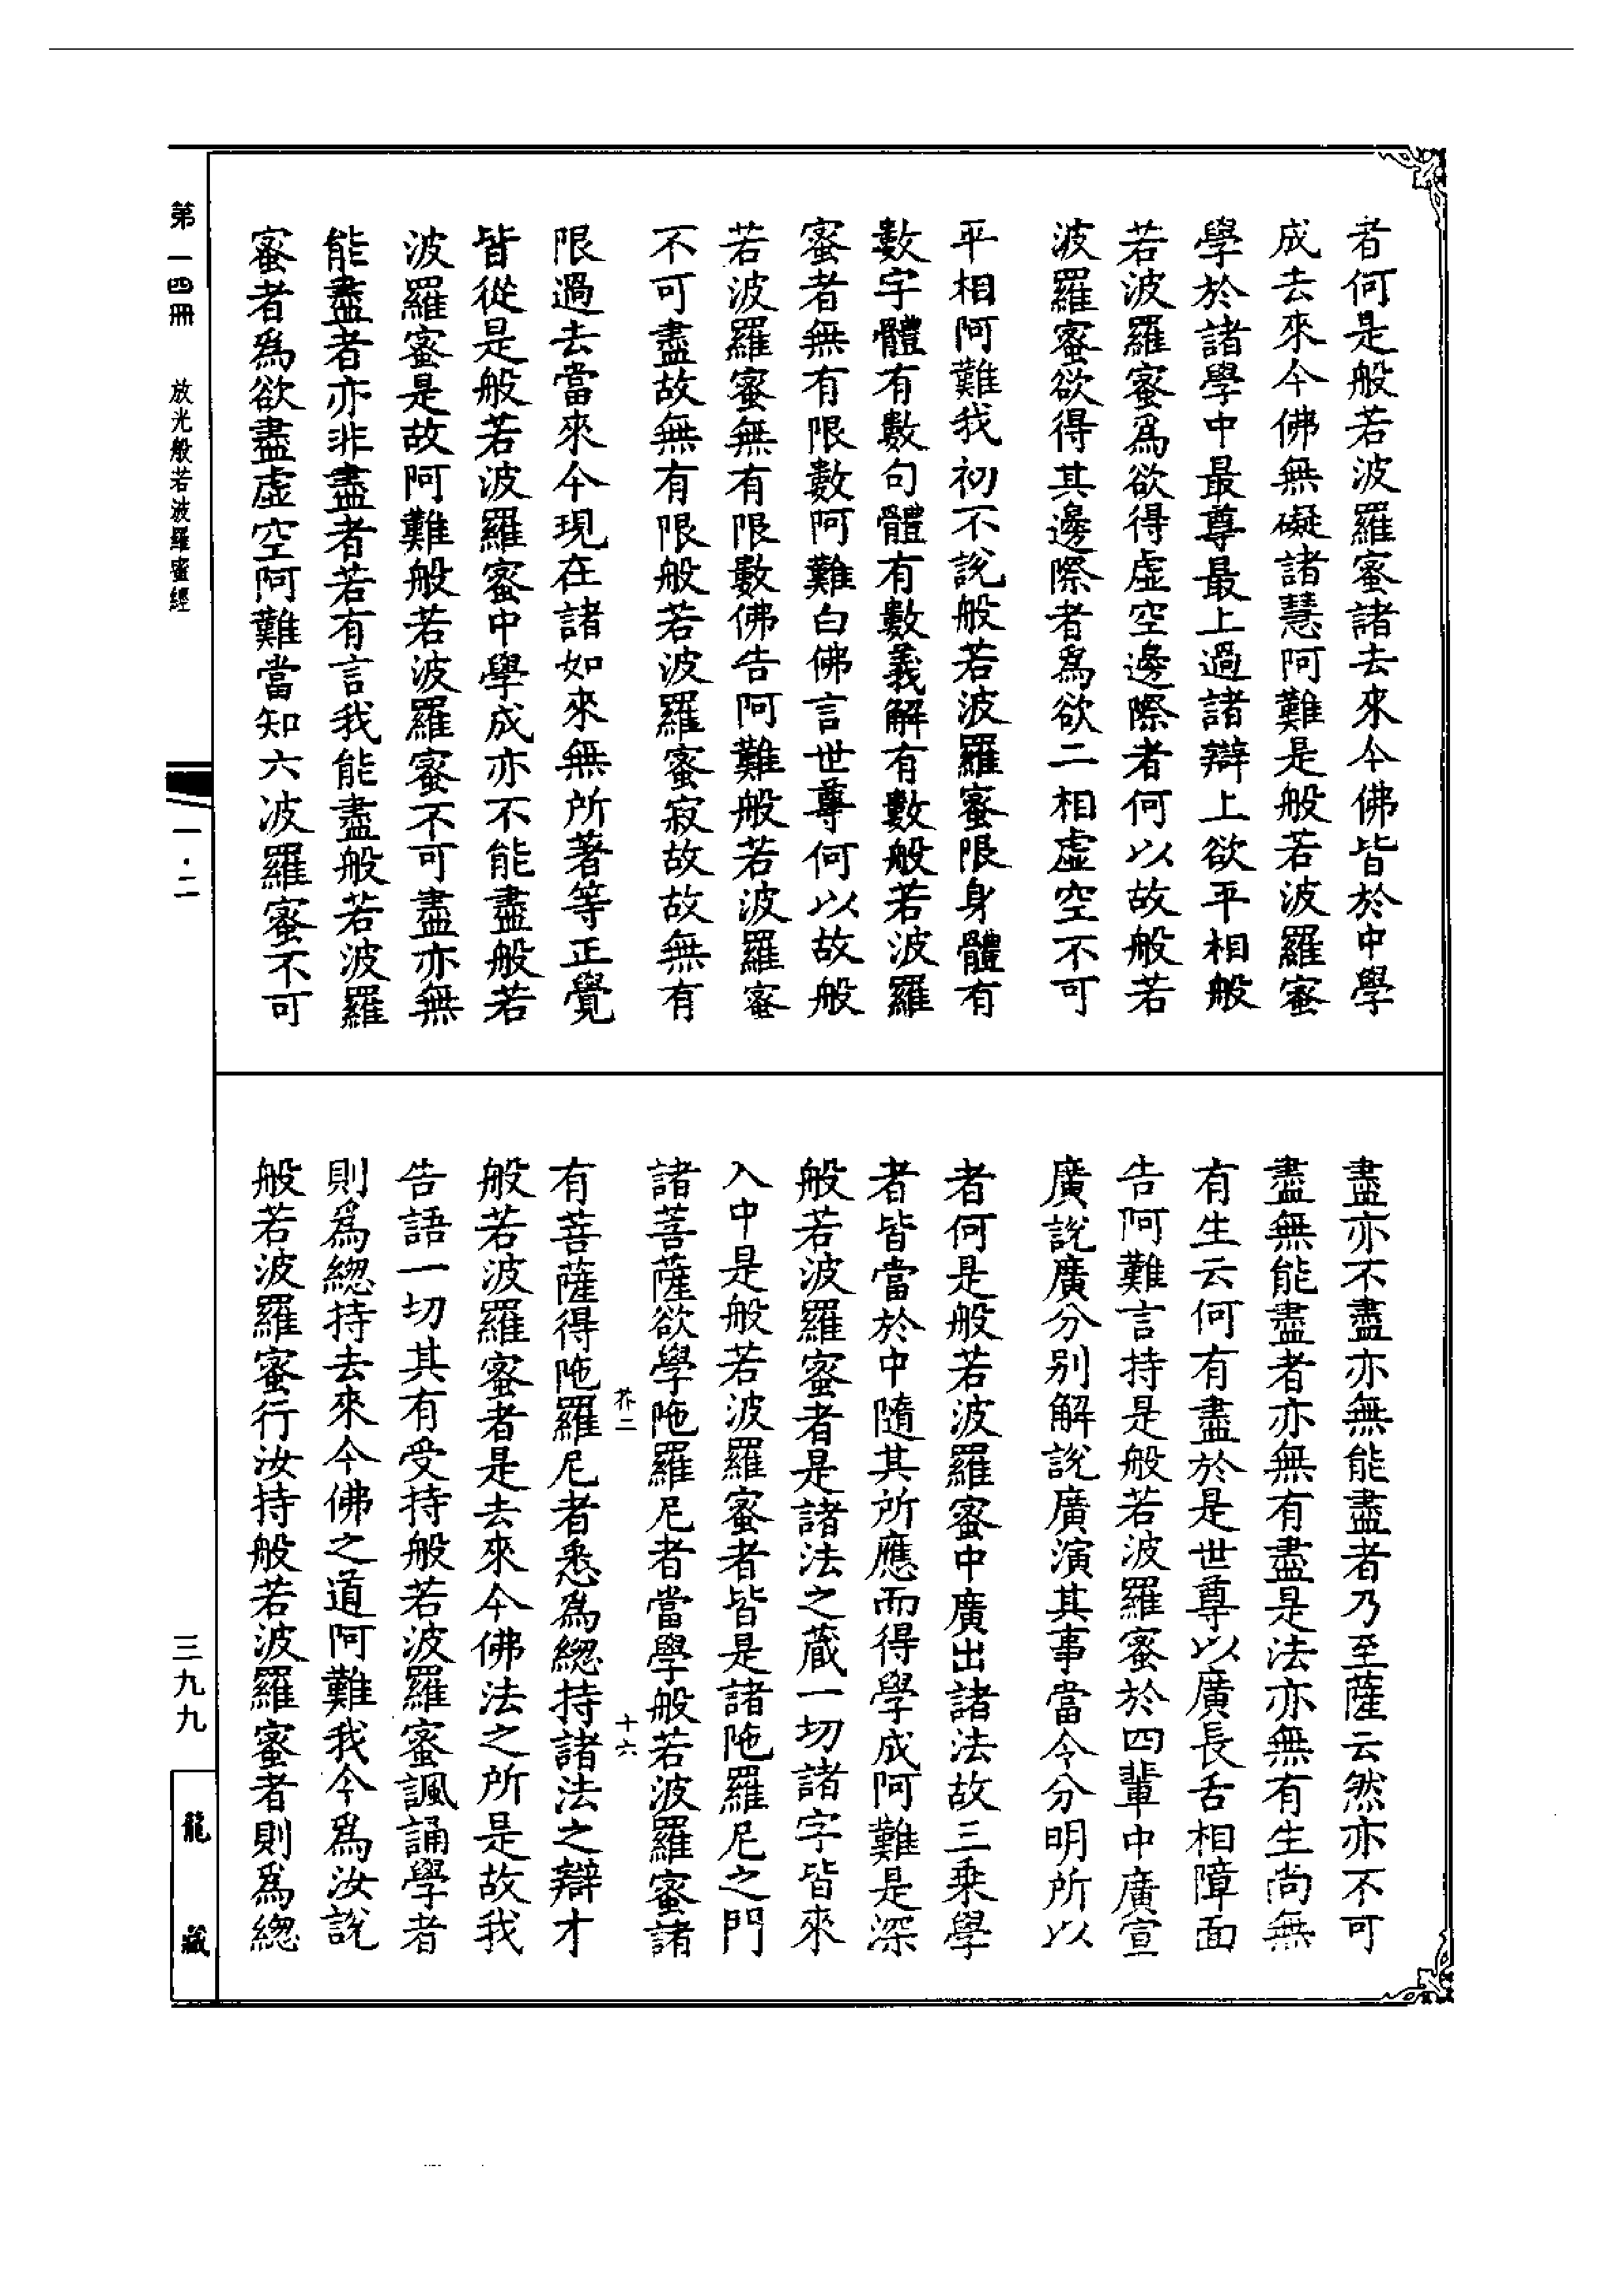 者何是般若波羅蜜諸去來今佛皆於中學
成去來今佛無礙諸慧阿難是般若波羅蜜
學於諸學中最尊最上過諸辯上欲平相般
若波羅蜜爲欲得虛空邊際者何以故般若
波羅蜜欲得其邊際者爲欲二相虛空不可
平相阿難我初不說般若波羅蜜限身體有
數字體有數句體有數義解有數般若波羅
蜜者無有限數阿難白佛言世尊何以故般
若波羅蜜無有限數佛告阿難般若波羅蜜
不可盡故無有限般若波羅蜜寂故故無有
限過去當來今現在諸如來無所著等正覺
皆從是般若波羅蜜中學成亦不能盡般若
波羅蜜是故阿難般若波羅蜜不可盡亦無
能盡者亦非盡者若有言我能盡般若波羅
蜜者爲欲盡虛空阿難當知六波羅蜜不可
盡亦不盡亦無能盡者乃至薩云然亦不可
盡無能盡者亦無有盡是法亦無有生尚無
有生云何有盡於是世尊以廣長舌相障面
告阿難言持是般若波羅蜜於四輩中廣宣
廣說廣分別解說廣演其事當令分明所以
者何是般若波羅蜜中廣出諸法故三乘學
者皆當於中隨其所應而得學成阿難是深
般若波羅蜜者是諸法之藏一切諸字皆來
入中是般若波羅蜜者皆是諸陁羅尼之門
諸菩薩欲學陁羅尼者當學般若波羅蜜諸
芥二 十六
有菩薩得陁羅尼者悉爲緫持諸法之辯才
般若波羅蜜者是去來今佛法之所是故我
告語一切其有受持般若波羅蜜諷誦學者
則爲緫持去來今佛之道阿難我今爲汝說
般若波羅蜜行汝持般若波羅蜜者則爲緫
第一四冊 放光般若波羅蜜經
一・二
三九九
龍藏